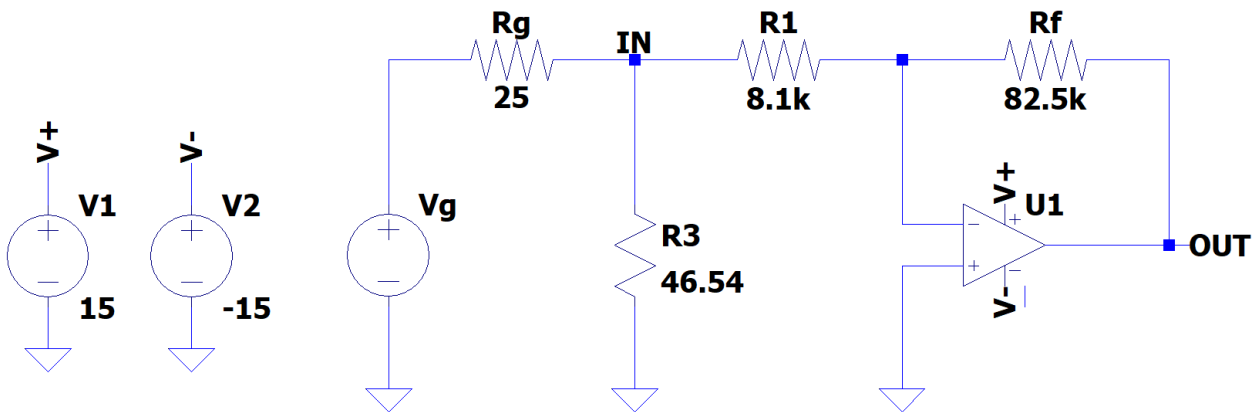 V+
V1
15
V-
V2
-15
Vg
Rg
25
IN
R3
46.54
R1
8.1k
Rf
82.5k
V+
U1
V-
OUT